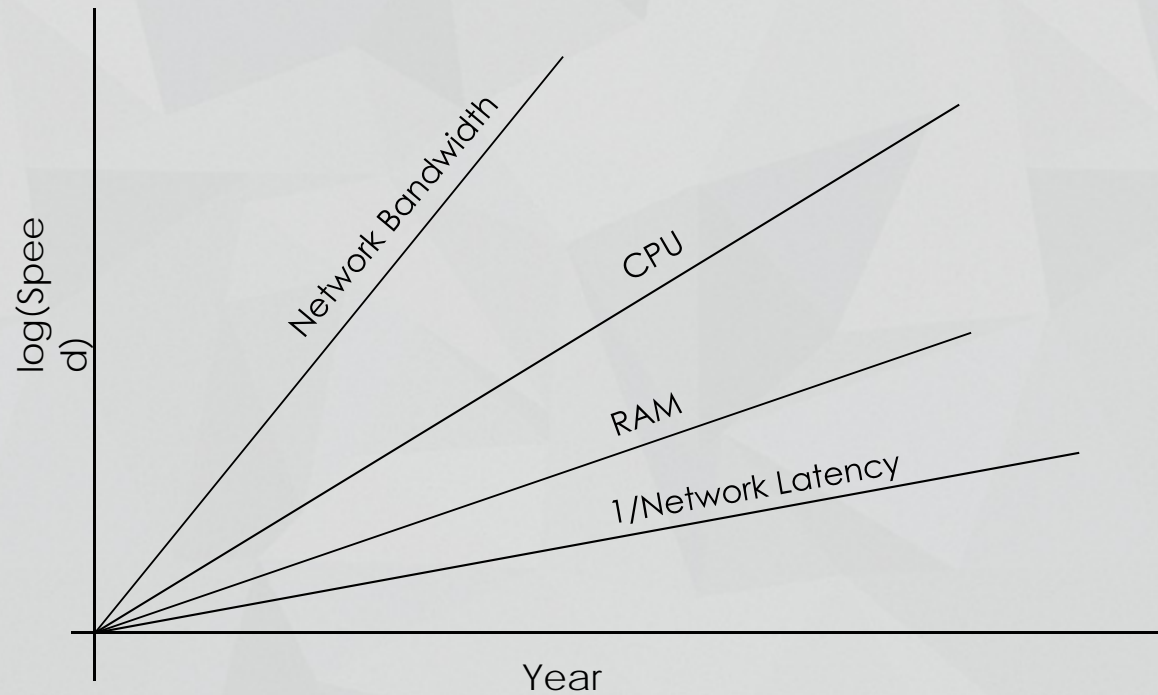 Network Bandwidth
CPU
log(Spee
d)
RAM
1/Network Latency
Year